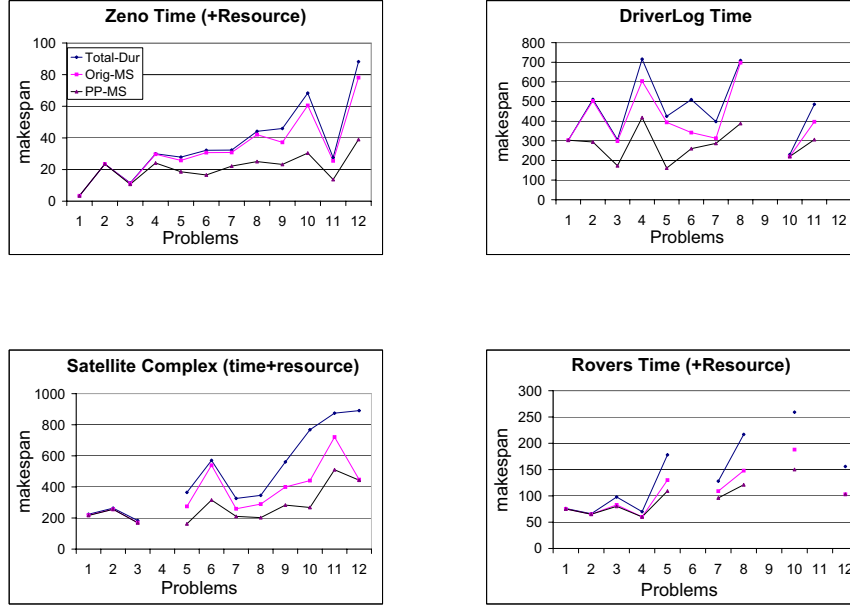 Zeno Time (+Resource)
100
80
60
40
20
0
makespan
Total-Dur
Orig-MS
PP-MS
1 2 3 4 5 6 7 8 9 10 11 12
Problems
DriverLog Time
800
700
600
500
400
300
200
100
0
makespan
1 2 3 4 5 6 7 8 9 10 11 12
Problems
Satellite Complex (time+resource)
1000
800
600
400
200
0
makespan
1 2 3 4 5 6 7 8 9 10 11 12
Problems
Rovers Time (+Resource)
300
250
200
150
100
50
0
makespan
1 2 3 4 5 6 7 8 9 10 11 12
Problems